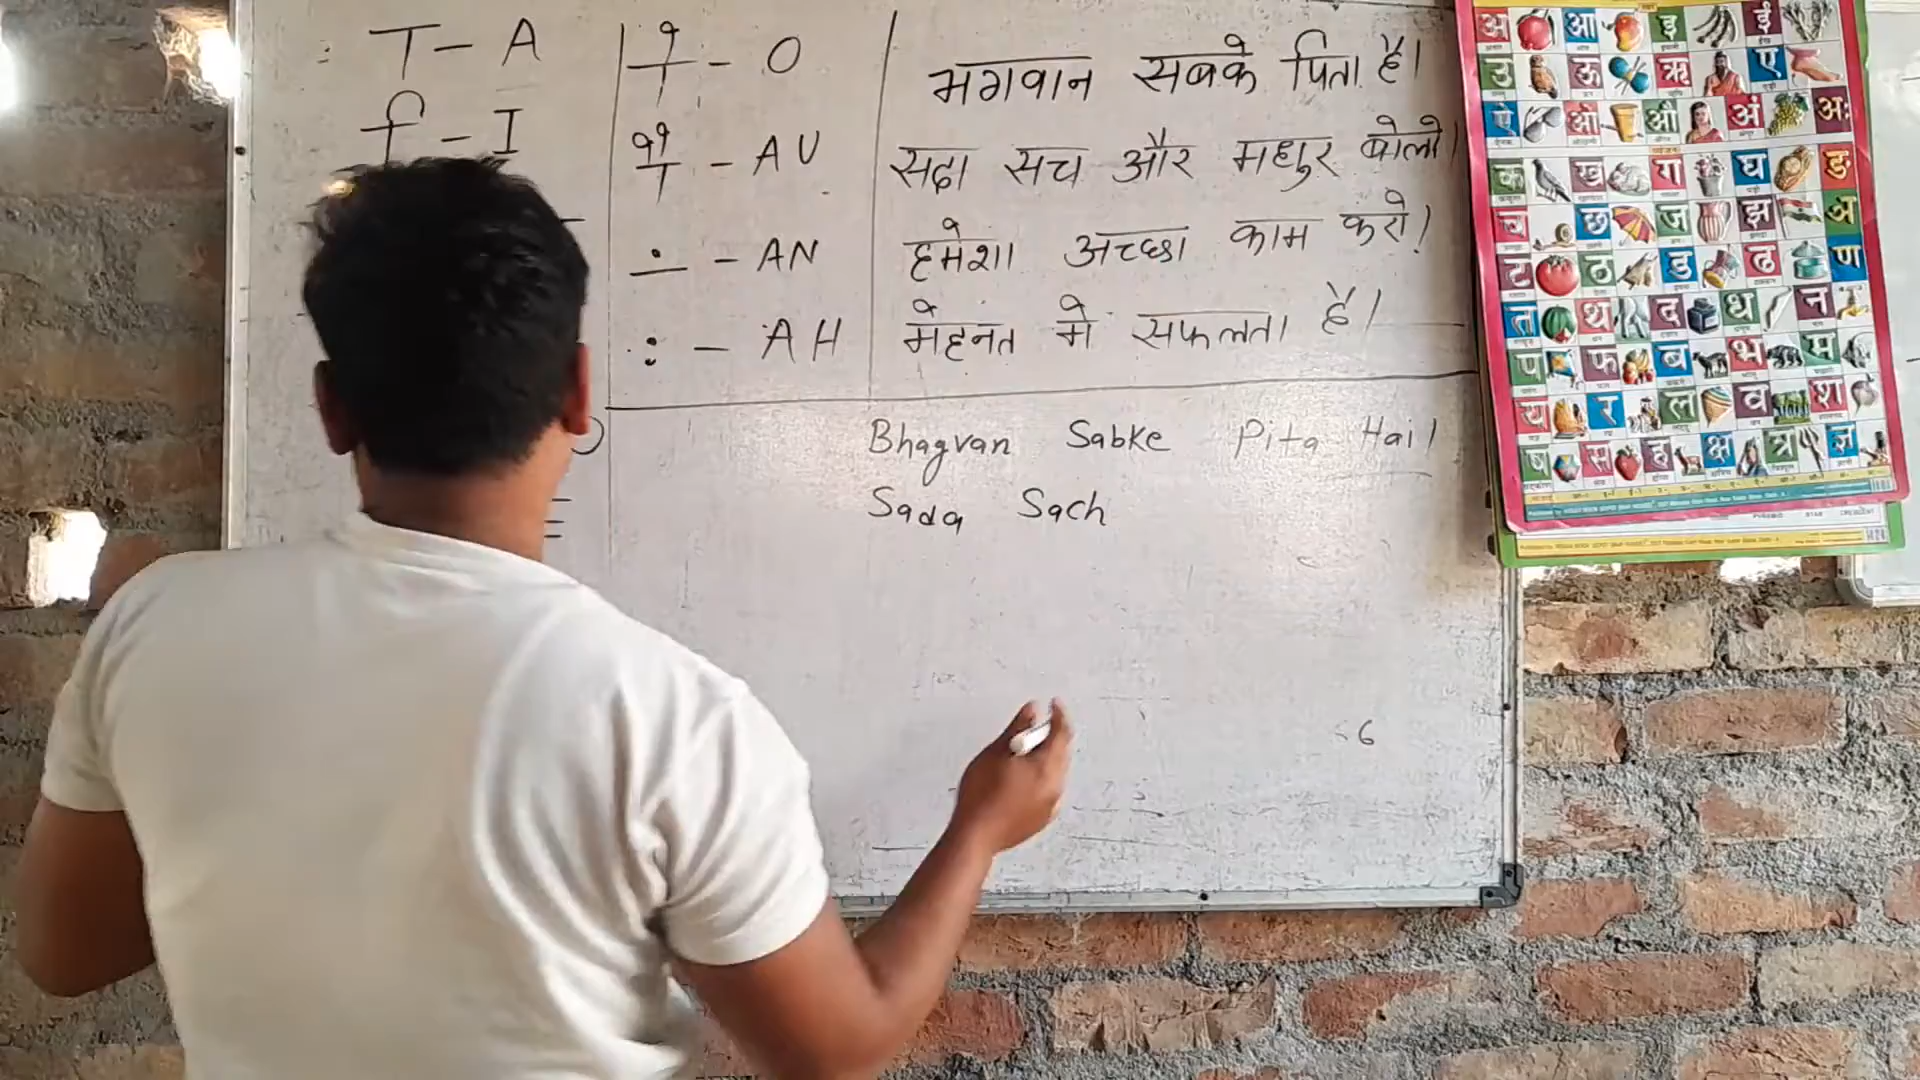 ा - A
ि - I
ो - O
ौ - AU
ं - AN
ः - AH
भगवान सबके पिता है।
सदा सच और मधुर बोलो।
हमेशा अच्छा काम करो!
मेहनत मे सफलता है।
Bhagvan Sabke Pita Hai।
Sada Sach
6
अ आ इ ई
उ ऊ ऋ ए
ऐ ओ औ अं अः
क ख ग घ ङ
च छ ज झ ञ
ट ठ ड ढ ण
त थ द ध न
प फ ब भ म
य र ल व श
ष स ह क्ष त्र ज्ञ